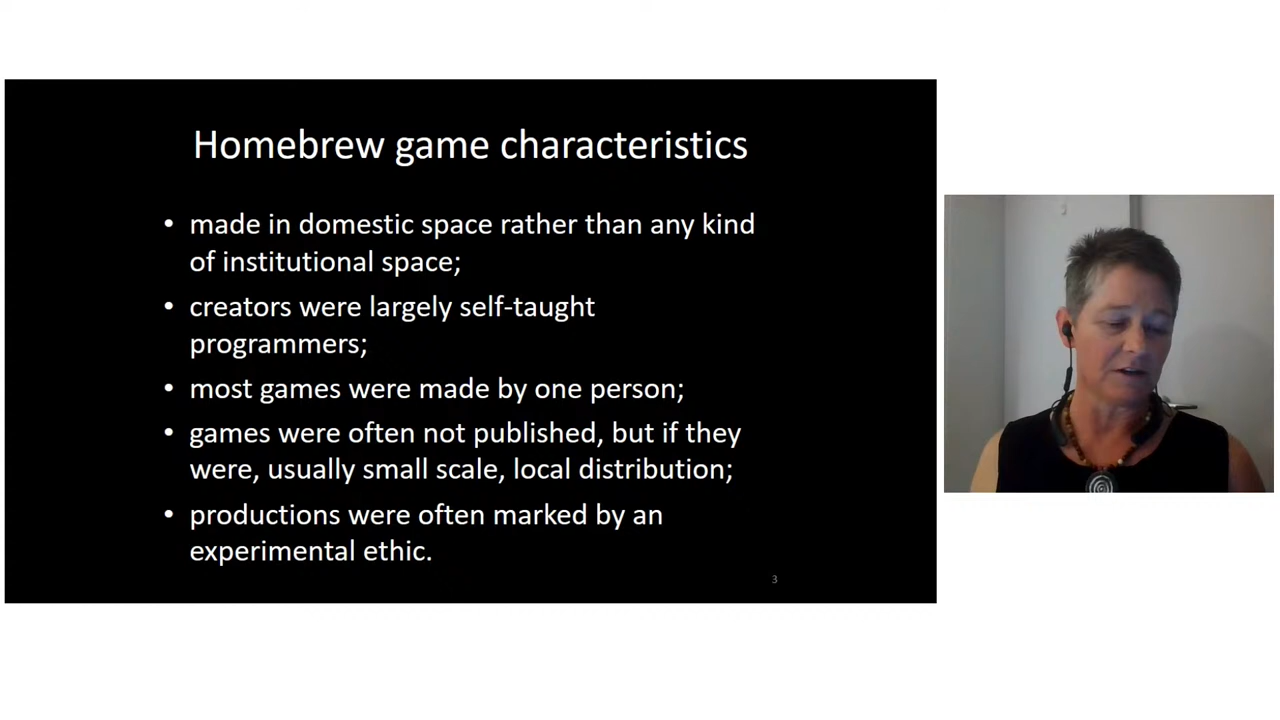 Homebrew game characteristics
• made in domestic space rather than any kind
of institutional space;
• creators were largely self-taught
programmers;
• most games were made by one person;
• games were often not published, but if they
were, usually small scale, local distribution;
• productions were often marked by an
experimental ethic.
3